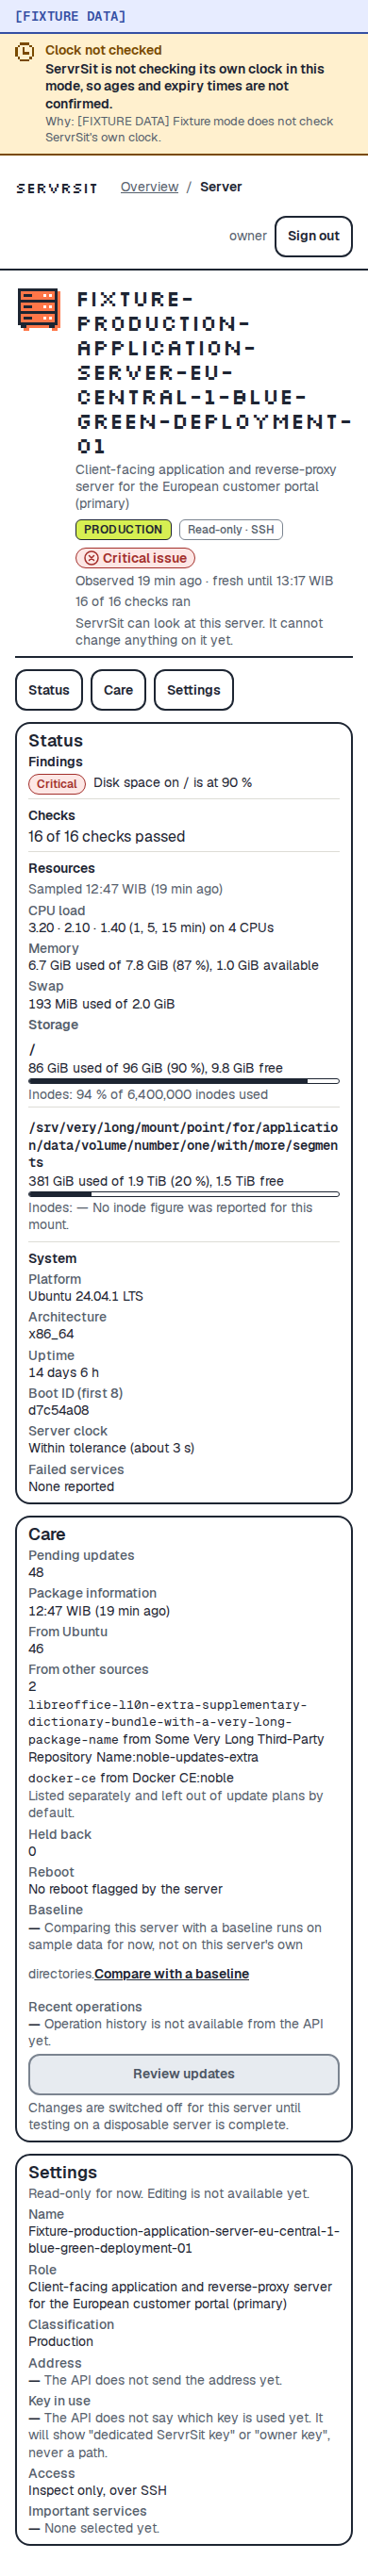 [FIXTURE DATA]
Clock not checked
ServrSit is not checking its own clock in this
mode, so ages and expiry times are not
confirmed.
Why: [FIXTURE DATA] Fixture mode does not check
ServrSit's own clock.
SERVRSIT
Overview / Server
owner Sign out
FIXTURE-
PRODUCTION-
APPLICATION-
SERVER-EU-
CENTRAL-1-BLUE-
GREEN-DEPLOYMENT-
01
Client-facing application and reverse-proxy
server for the European customer portal
(primary)
PRODUCTION Read-only · SSH
Critical issue
Observed 19 min ago · fresh until 13:17 WIB
16 of 16 checks ran
ServrSit can look at this server. It cannot
change anything on it yet.
Status Care Settings
Status
Findings
Critical Disk space on / is at 90 %
Checks
16 of 16 checks passed
Resources
Sampled 12:47 WIB (19 min ago)
CPU load
3.20 · 2.10 · 1.40 (1, 5, 15 min) on 4 CPUs
Memory
6.7 GiB used of 7.8 GiB (87 %), 1.0 GiB available
Swap
193 MiB used of 2.0 GiB
Storage
/
86 GiB used of 96 GiB (90 %), 9.8 GiB free
Inodes: 94 % of 6,400,000 inodes used
/srv/very/long/mount/point/for/applicatio
n/data/volume/number/one/with/more/segmen
ts
381 GiB used of 1.9 TiB (20 %), 1.5 TiB free
Inodes: — No inode figure was reported for this
mount.
System
Platform
Ubuntu 24.04.1 LTS
Architecture
x86_64
Uptime
14 days 6 h
Boot ID (first 8)
d7c54a08
Server clock
Within tolerance (about 3 s)
Failed services
None reported
Care
Pending updates
48
Package information
12:47 WIB (19 min ago)
From Ubuntu
46
From other sources
2
libreoffice-l10n-extra-supplementary-
dictionary-bundle-with-a-very-long-
package-name from Some Very Long Third-Party
Repository Name:noble-updates-extra
docker-ce from Docker CE:noble
Listed separately and left out of update plans by
default.
Held back
0
Reboot
No reboot flagged by the server
Baseline
— Comparing this server with a baseline runs on
sample data for now, not on this server's own
directories.Compare with a baseline
Recent operations
— Operation history is not available from the API
yet.
Review updates
Changes are switched off for this server until
testing on a disposable server is complete.
Settings
Read-only for now. Editing is not available yet.
Name
Fixture-production-application-server-eu-central-1-
blue-green-deployment-01
Role
Client-facing application and reverse-proxy server
for the European customer portal (primary)
Classification
Production
Address
— The API does not send the address yet.
Key in use
— The API does not say which key is used yet. It
will show "dedicated ServrSit key" or "owner key",
never a path.
Access
Inspect only, over SSH
Important services
— None selected yet.